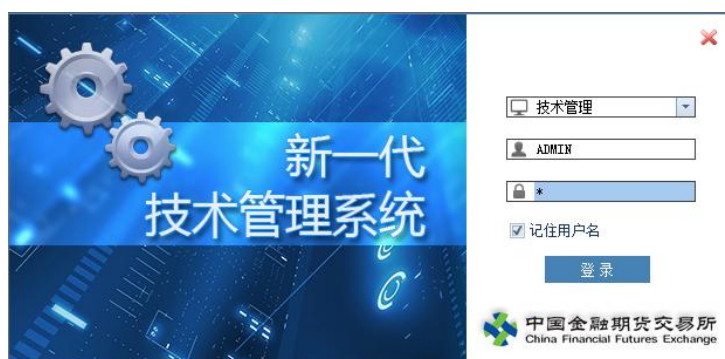 新一代
技术管理系统
技术管理
ADMIN
*
记住用户名
登录
中国金融期货交易所
China Financial Futures Exchange